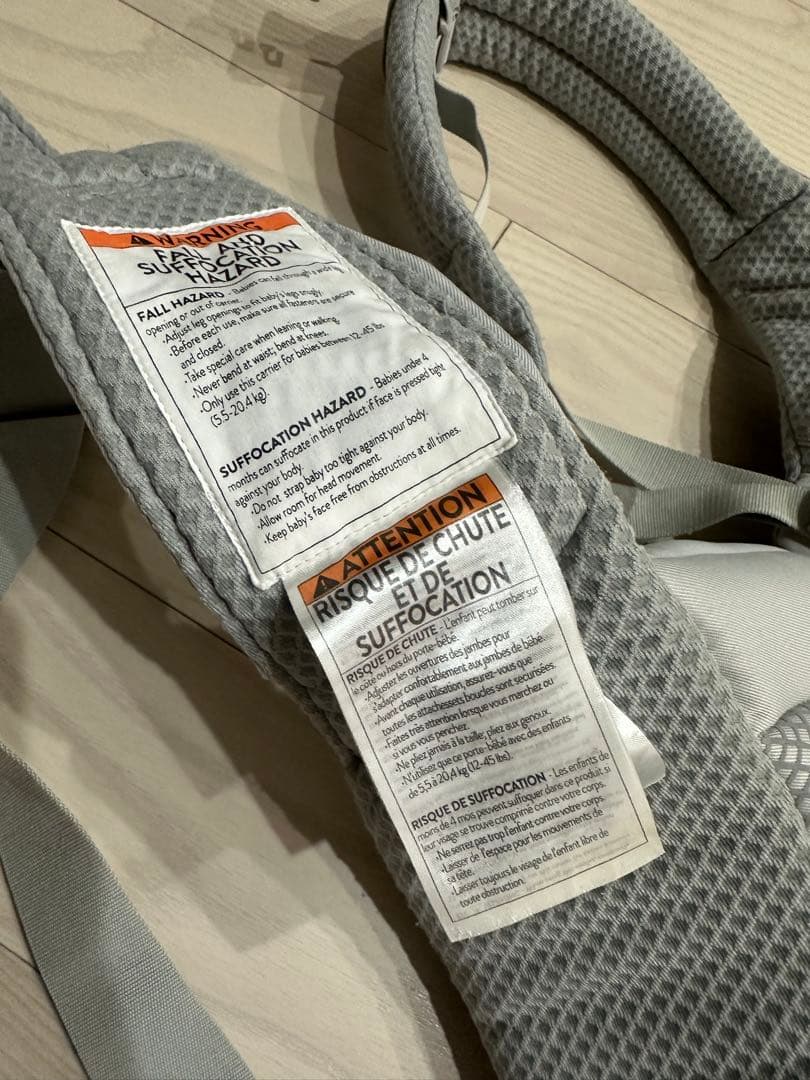 ⚠ WARNING
FALL AND
SUFFOCATION
HAZARD
FALL HAZARD - Babies can fall through a wide leg
opening or out of carrier.
•Adjust leg openings to fit baby's legs snugly.
•Before each use, make sure all fasteners are secure
and closed.
•Take special care when leaning or walking.
•Never bend at waist; bend at knees.
•Only use this carrier for babies between 12-45 lbs
(5.5-20.4 kg).
SUFFOCATION HAZARD - Babies under 4
months can suffocate in this product if face is pressed tight
against your body.
•Do not strap baby too tight against your body.
•Allow room for head movement.
•Keep baby's face free from obstructions at all times.
⚠ ATTENTION
RISQUE DE CHUTE
ET DE
SUFFOCATION
RISQUE DE CHUTE - L'enfant peut tomber sur
le côté ou hors du porte-bébé.
•Adjustez les ouvertures des jambes pour
s'adapter confortablement aux jambes de bébé.
•Avant chaque utilisation, assurez-vous que
toutes les attaches et boucles sont securisées.
•Faites très attention lorsque vous marchez ou
si vous vous penchez.
•Ne pliez jamais à la taille; pliez aux genoux.
•N'utilisez que ce porte-bébé avec des enfants
de 5,5 à 20,4 kg (12-45 lbs).
RISQUE DE SUFFOCATION - Les enfants de
moins de 4 mois peuvent suffoquer dans ce produit si
leur visage se trouve comprimé contre votre corps.
•Ne serrez pas trop l'enfant contre votre corps.
•Laisser de l'espace pour les mouvements de
sa tête.
•Laisser toujours le visage de l'enfant libre de
toute obstruction.